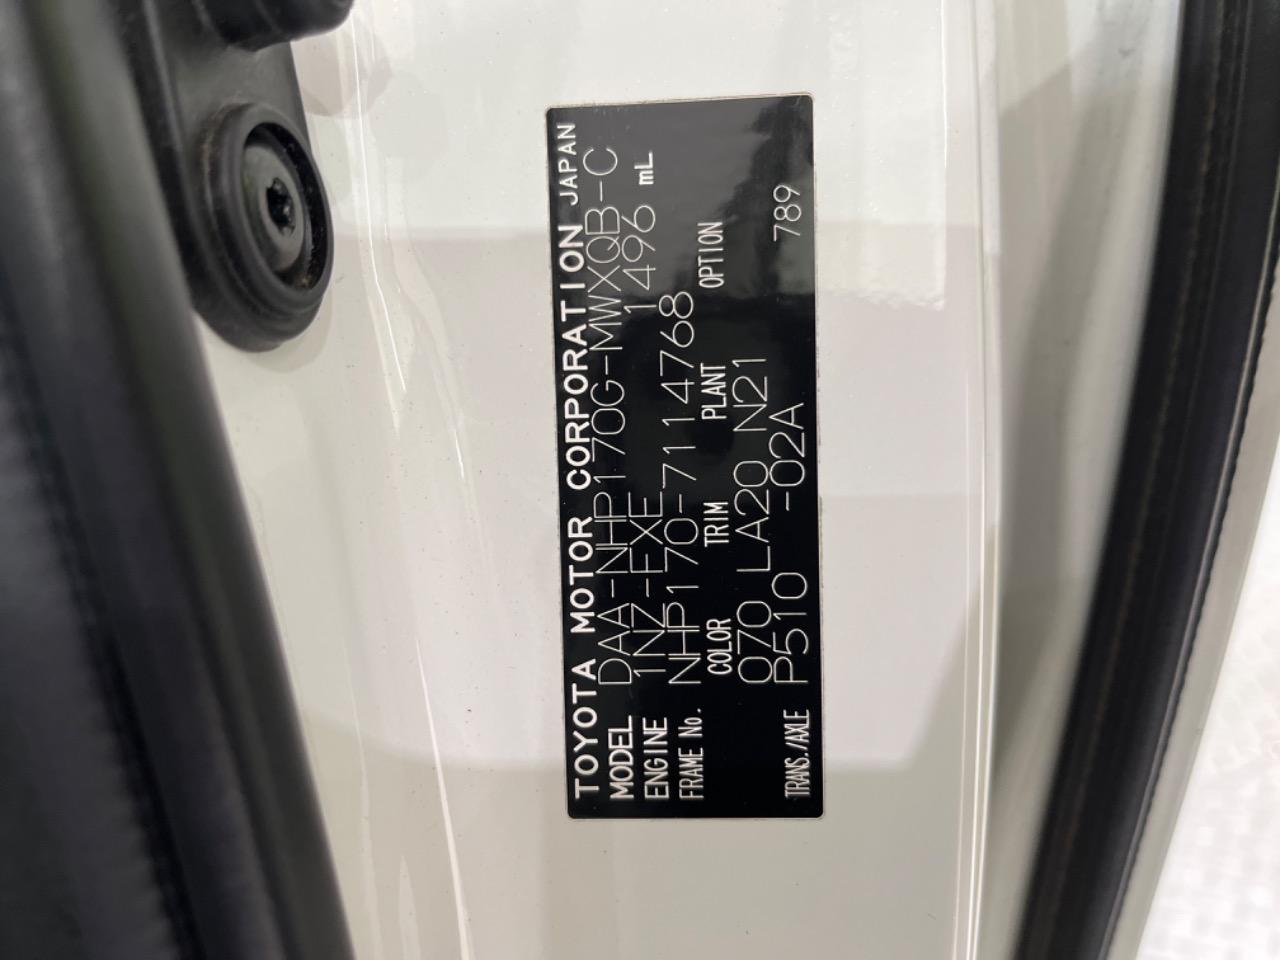 TOYOTA MOTOR CORPORATION JAPAN
MODEL DAA-NHP170G-MWXQB-C
ENGINE 1NZ-FXE 1496 mL
FRAME No. NHP170-7114768
COLOR TRIM PLANT OPTION
070 LA20 N21
TRANS./AXLE P510 -02A 789